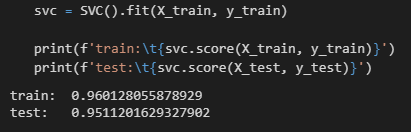 svc = SVC().fit(X_train, y_train)
print(f'train:\t{svc.score(X_train, y_train)}')
print(f'test:\t{svc.score(X_test, y_test)}')
train:  0.960128055878929
test:   0.9511201629327902